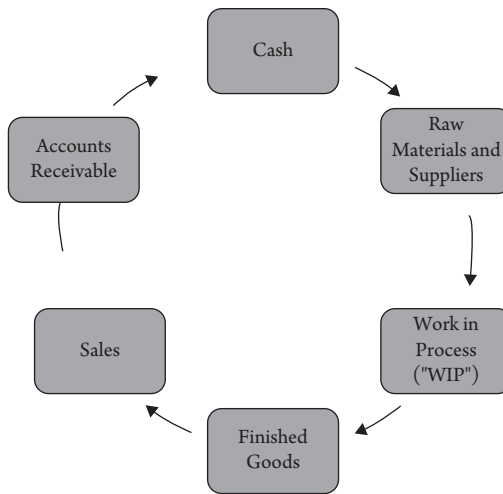 Cash
Raw
Materials and
Suppliers
Work in
Process
("WIP")
Finished
Goods
Sales
Accounts
Receivable